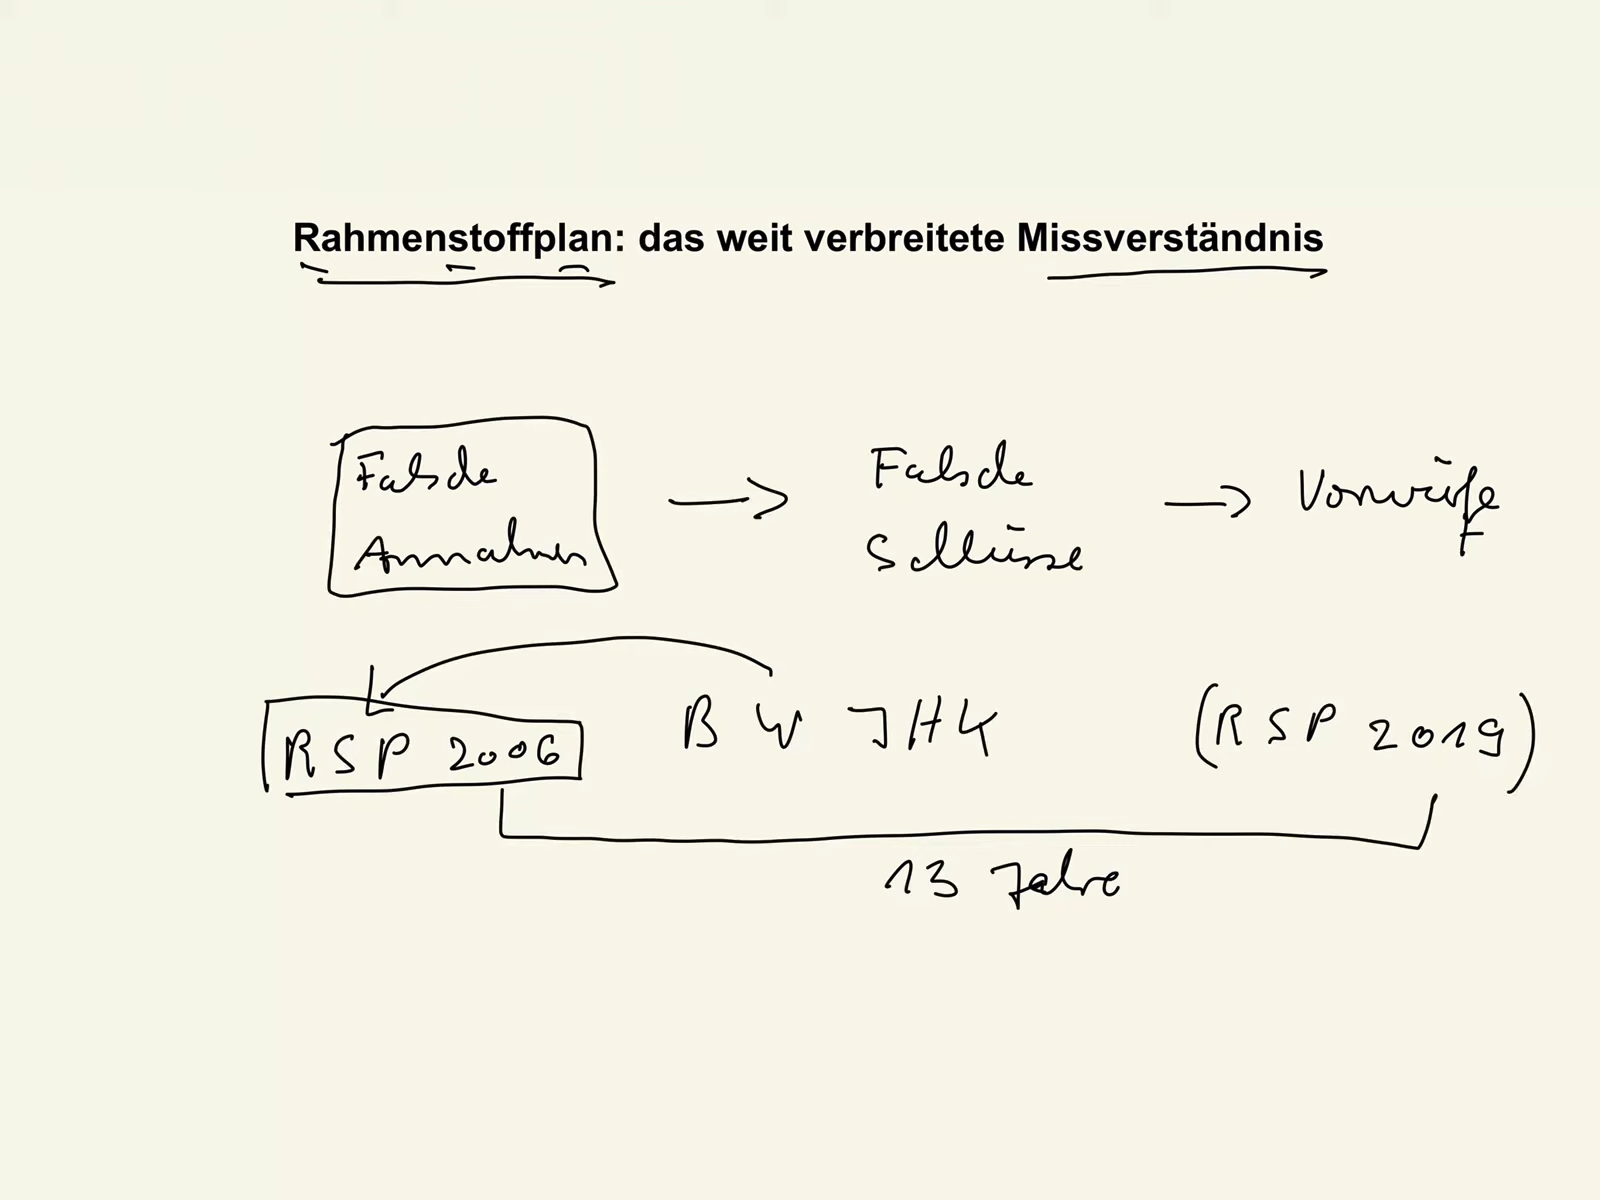 Rahmenstoffplan: das weit verbreitete Missverständnis
Falsche
Annahmen
→
Falsche
Schlüsse
→ Vorwürfe
RSP 2006
BW IHK
(RSP 2019)
13 Jahre